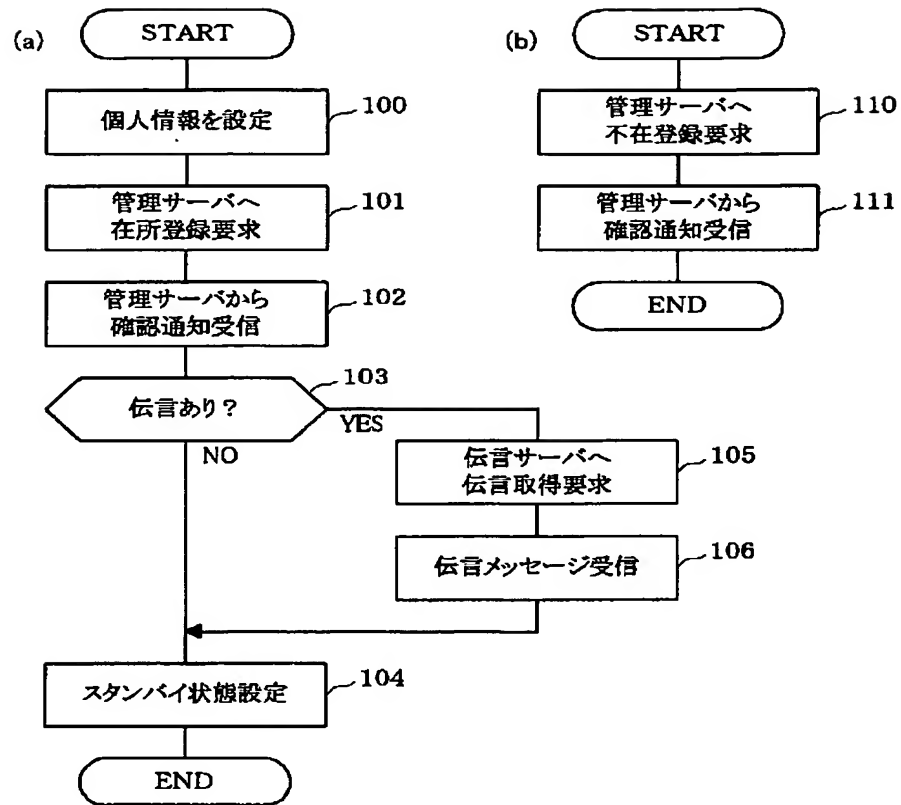 (a)
START
個人情報を設定
100
管理サーバへ
在所登録要求
101
管理サーバから
確認通知受信
102
伝言あり?
103
YES
NO
伝言サーバへ
伝言取得要求
105
伝言メッセージ受信
106
スタンバイ状態設定
104
END
(b)
START
管理サーバへ
不在登録要求
110
管理サーバから
確認通知受信
111
END